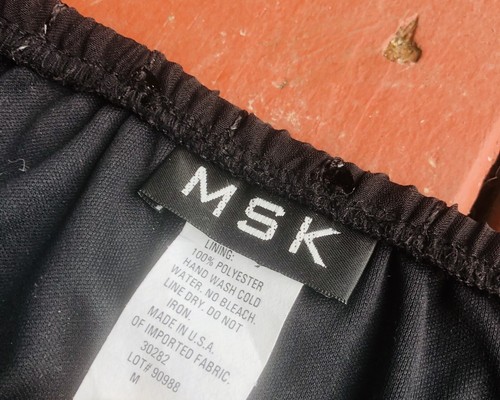 MSK
LINING:
100% POLYESTER
HAND WASH COLD
WATER, NO BLEACH.
LINE DRY, DO NOT
IRON.
MADE IN U.S.A.
OF IMPORTED FABRIC.
30282
LOT# 90988
M